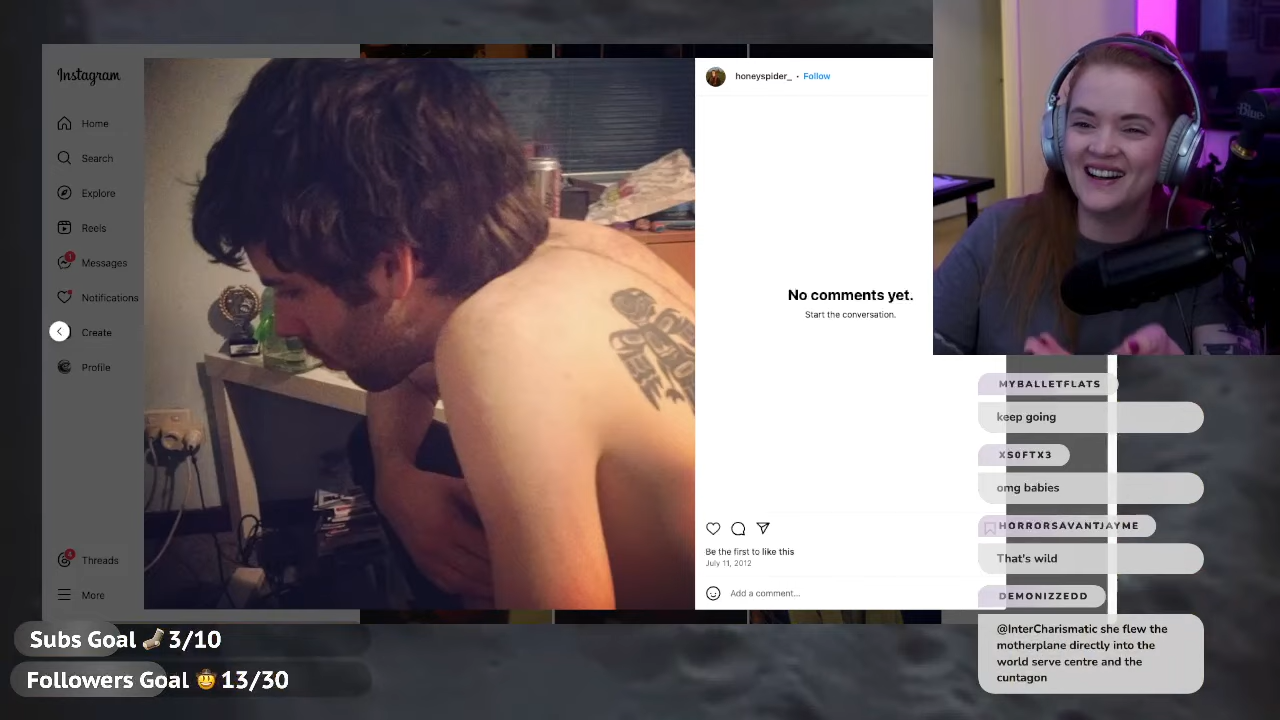 Instagram
Home
Search
Explore
Reels
1
Messages
Notifications
Create
Profile
4
Threads
More
honeyspider_ • Follow
No comments yet.
Start the conversation.
Be the first to like this
July 11, 2012
Add a comment...
Blue
MYBALLETFLATS
keep going
XS0FTX3
omg babies
HORRORSAVANTJAYME
That's wild
DEMONIZZEDD
@InterCharismatic she flew the
motherplane directly into the
world serve centre and the
cuntagon
Subs Goal 3/10
Followers Goal 13/30